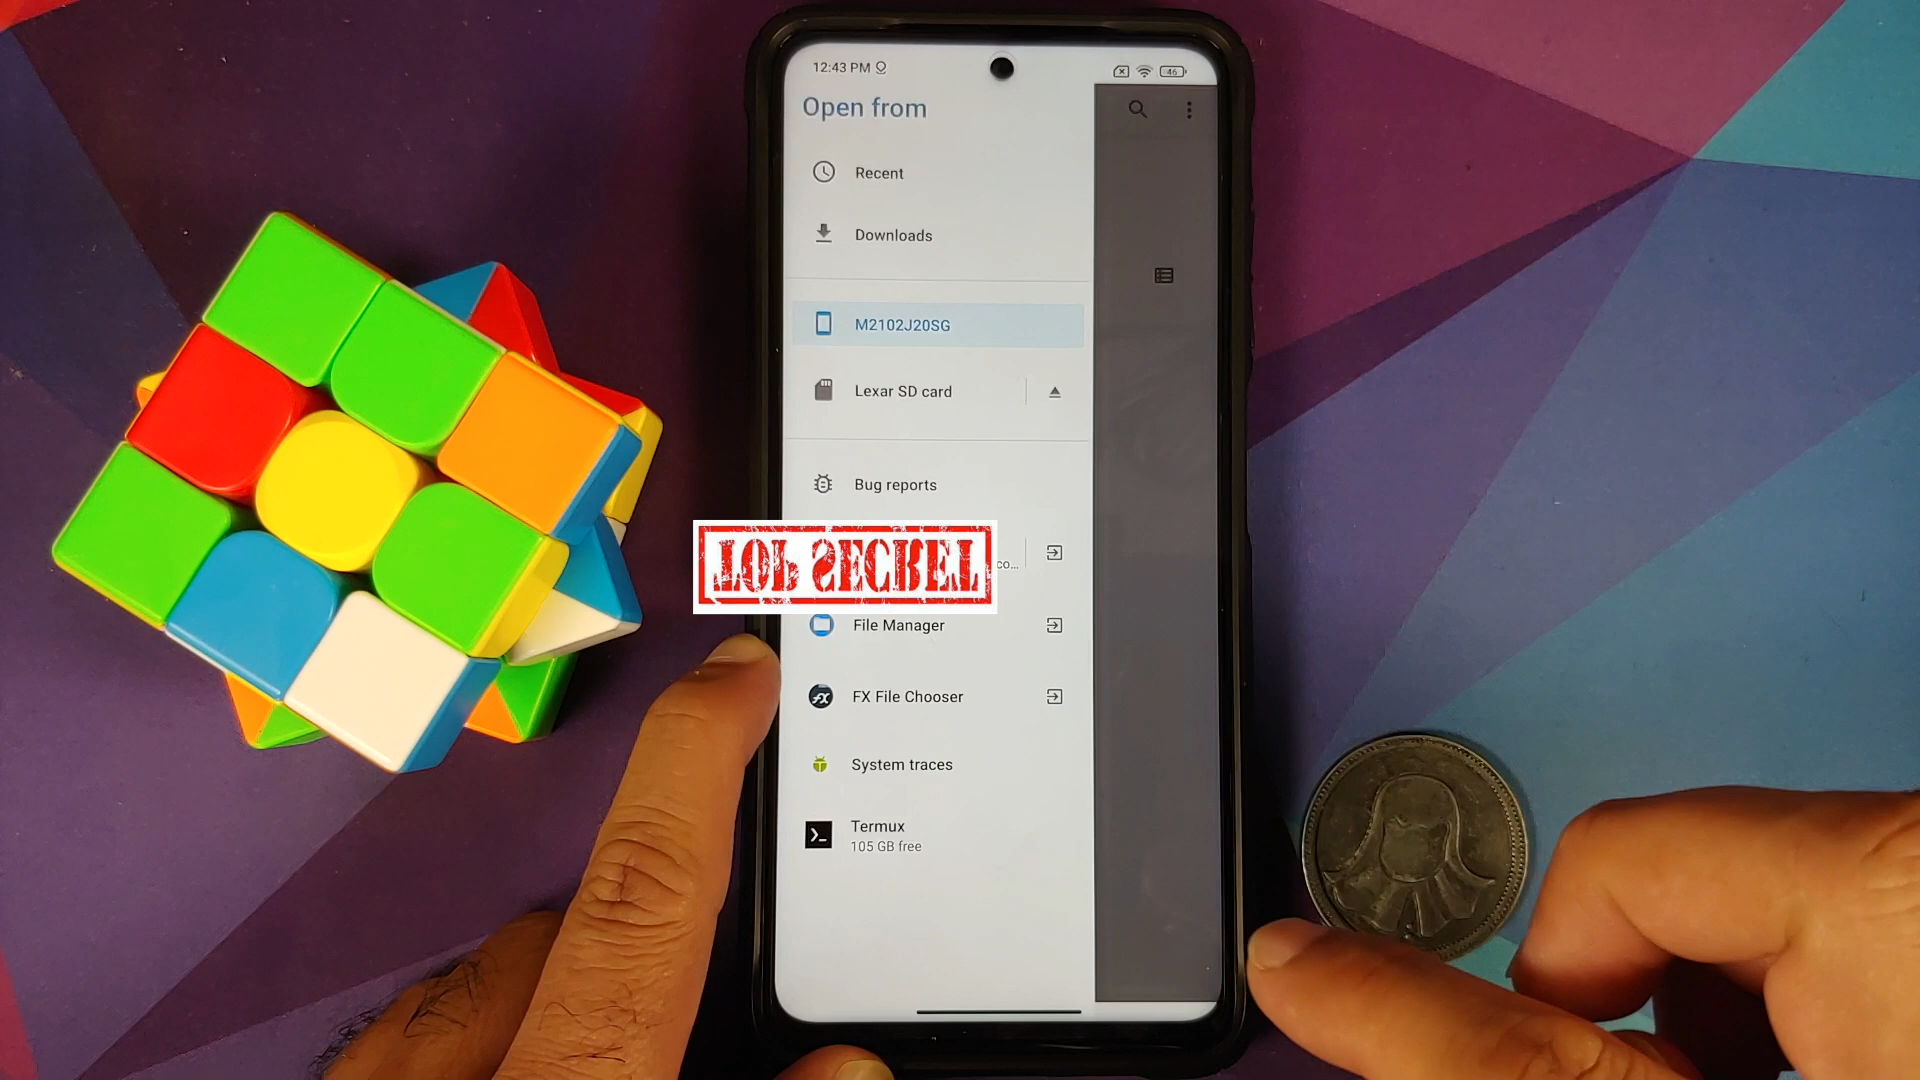 12:43 PM
46
Open from
Recent
Downloads
M2102J20SG
Lexar SD card
Bug reports
TOP SECRET
co...
File Manager
FX File Chooser
System traces
Termux
105 GB free